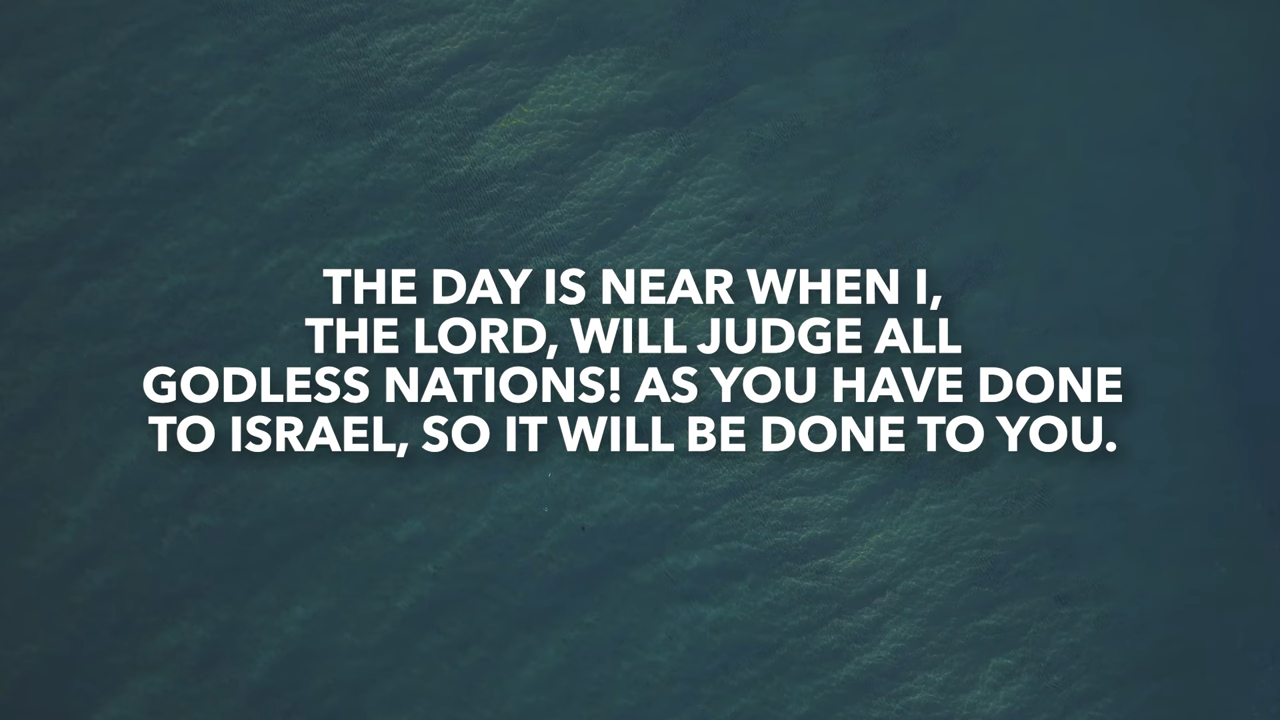 THE DAY IS NEAR WHEN I,
THE LORD, WILL JUDGE ALL
GODLESS NATIONS! AS YOU HAVE DONE
TO ISRAEL, SO IT WILL BE DONE TO YOU.